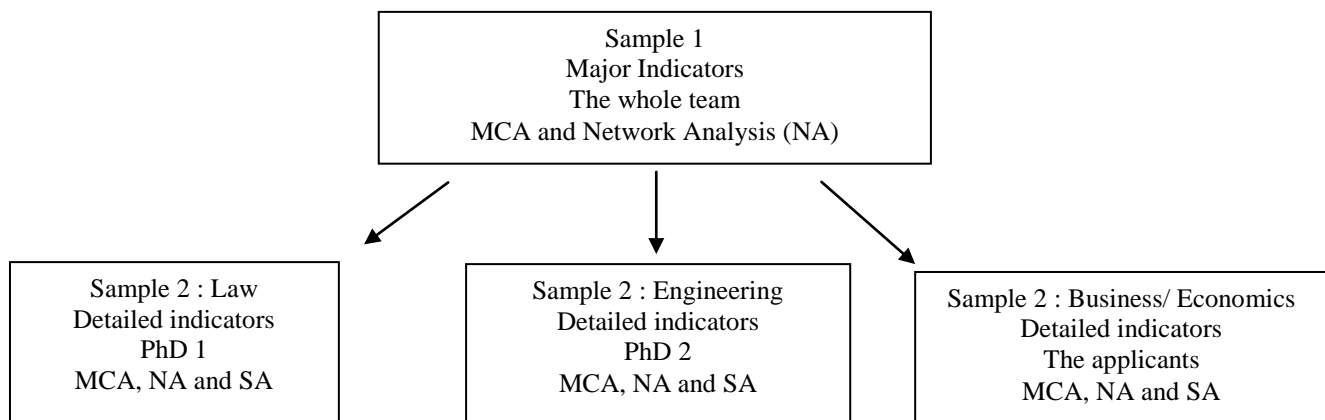 Sample 1
Major Indicators
The whole team
MCA and Network Analysis (NA)
Sample 2 : Law
Detailed indicators
PhD 1
MCA, NA and SA
Sample 2 : Engineering
Detailed indicators
PhD 2
MCA, NA and SA
Sample 2 : Business/ Economics
Detailed indicators
The applicants
MCA, NA and SA